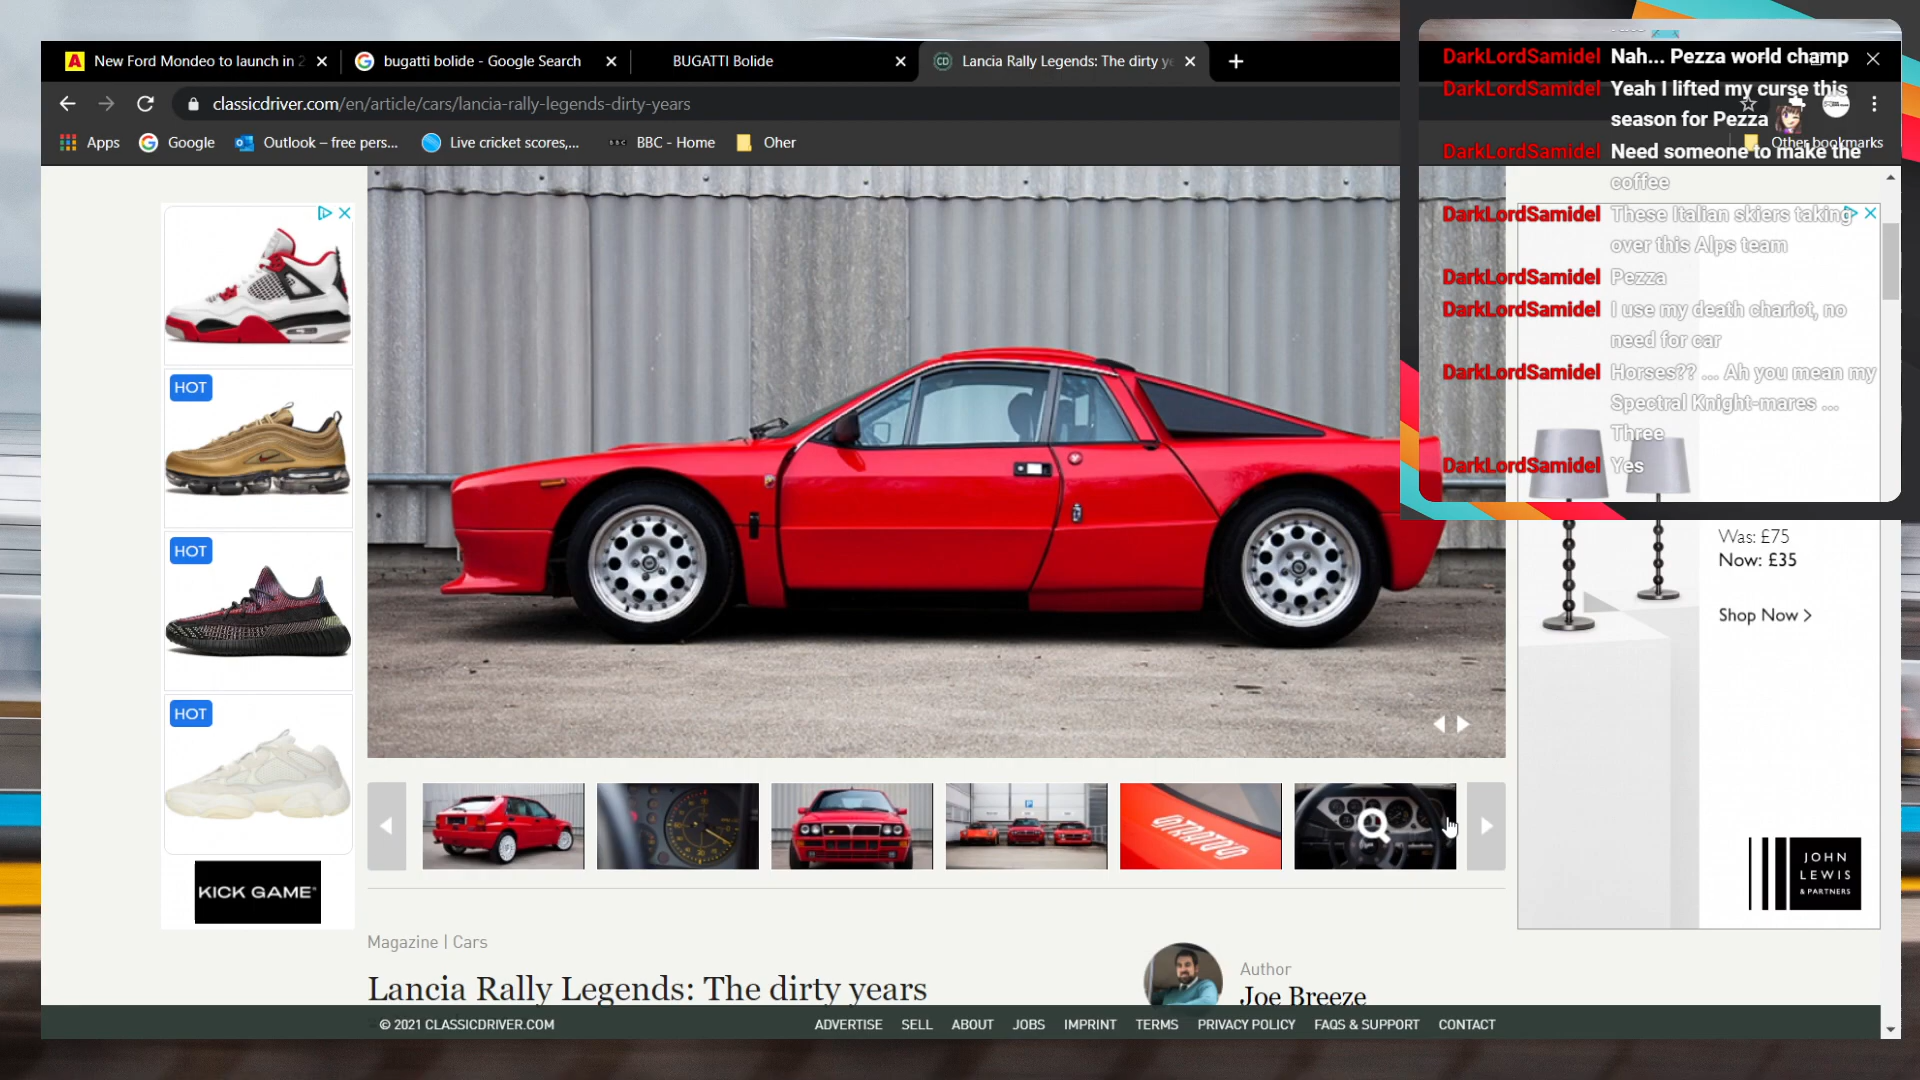 New Ford Mondeo to launch in 2
bugatti bolide - Google Search
BUGATTI Bolide
CD
Lancia Rally Legends: The dirty ye
classicdriver.com/en/article/cars/lancia-rally-legends-dirty-years
Apps
Google
Outlook – free pers...
Live cricket scores,...
BBC
BBC - Home
Oher
Other bookmarks
DarkLordSamidel Nah... Pezza world champ
DarkLordSamidel Yeah I lifted my curse this
season for Pezza
DarkLordSamidel Need someone to make the
coffee
DarkLordSamidel These Italian skiers taking
over this Alps team
DarkLordSamidel Pezza
DarkLordSamidel I use my death chariot, no
need for car
DarkLordSamidel Horses?? ... Ah you mean my
Spectral Knight-mares ...
Three
DarkLordSamidel Yes
HOT
HOT
HOT
KICK GAME
Was: £75
Now: £35
Shop Now >
JOHN
LEWIS
& PARTNERS
STRATOS
Magazine | Cars
Lancia Rally Legends: The dirty years
Author
Joe Breeze
© 2021 CLASSICDRIVER.COM
ADVERTISE SELL ABOUT JOBS IMPRINT TERMS PRIVACY POLICY FAQS & SUPPORT CONTACT